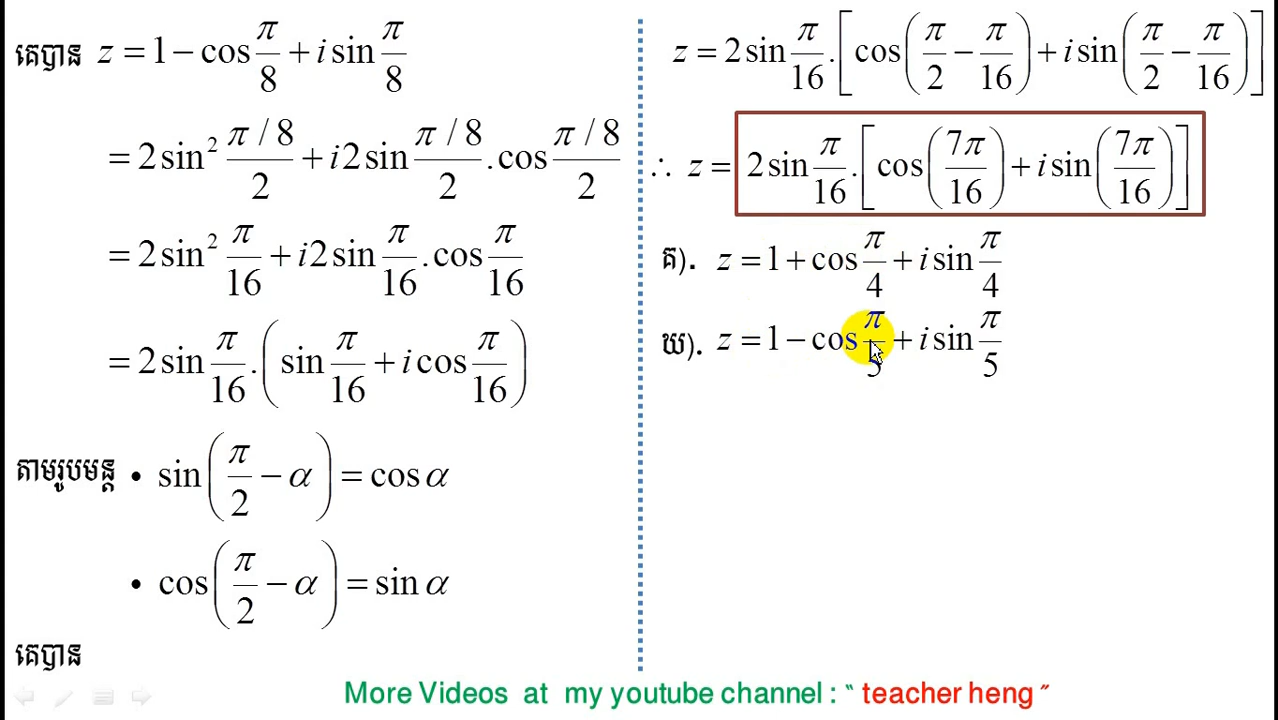 គេបាន z = 1 − cos π/8 + i sin π/8
= 2 sin² (π / 8)/2 + i2 sin (π / 8)/2 . cos (π / 8)/2
= 2 sin² π/16 + i2 sin π/16 . cos π/16
= 2 sin π/16 . ( sin π/16 + i cos π/16 )
តាមរូបមន្ត • sin ( π/2 − α ) = cos α
• cos ( π/2 − α ) = sin α
គេបាន
z = 2 sin π/16 . [ cos ( π/2 − π/16 ) + i sin ( π/2 − π/16 ) ]
∴ z = 2 sin π/16 . [ cos ( 7π/16 ) + i sin ( 7π/16 ) ]
គ). z = 1 + cos π/4 + i sin π/4
ឃ). z = 1 − cos π/5 + i sin π/5
More Videos at my youtube channel : “ teacher heng ”